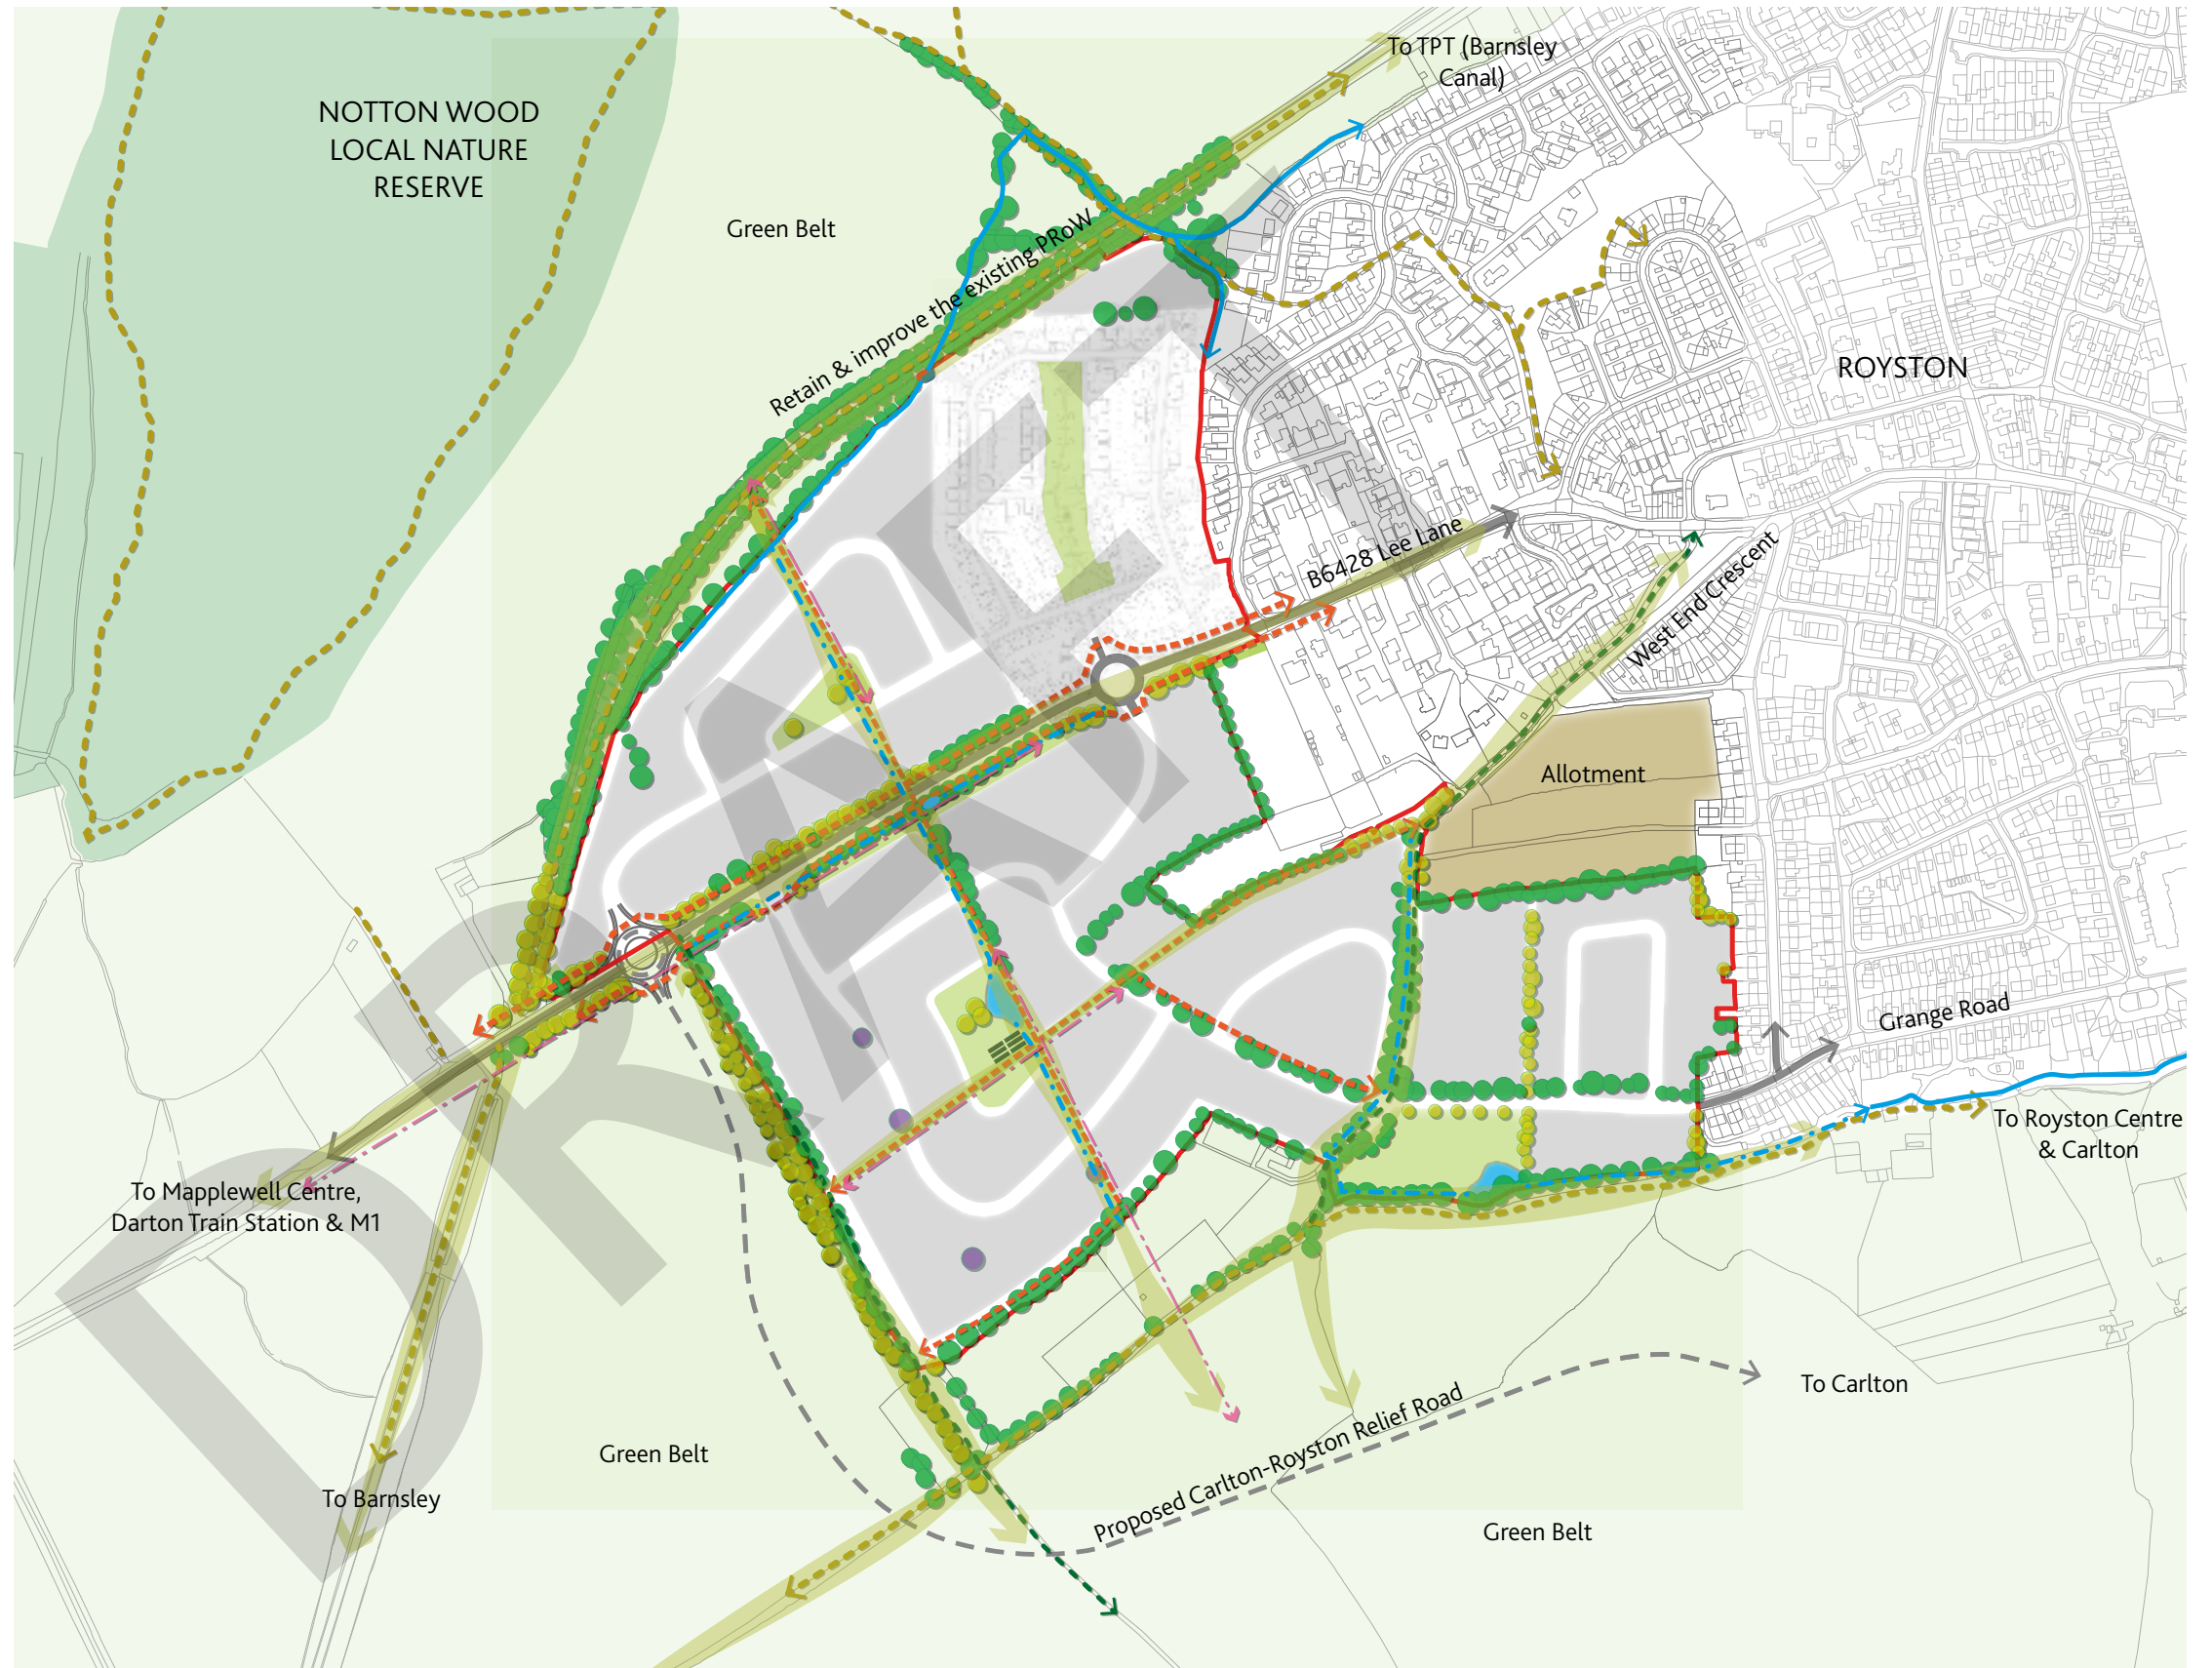 To TPT (Barnsley
Canal)
NOTTON WOOD
LOCAL NATURE
RESERVE
Green Belt
Retain & improve the existing PRoW
ROYSTON
B6428 Lee Lane
West End Crescent
Allotment
Grange Road
To Royston Centre
& Carlton
To Mapplewell Centre,
Darton Train Station & M1
To Carlton
Proposed Carlton-Royston Relief Road
Green Belt
To Barnsley
Green Belt
DRAFT